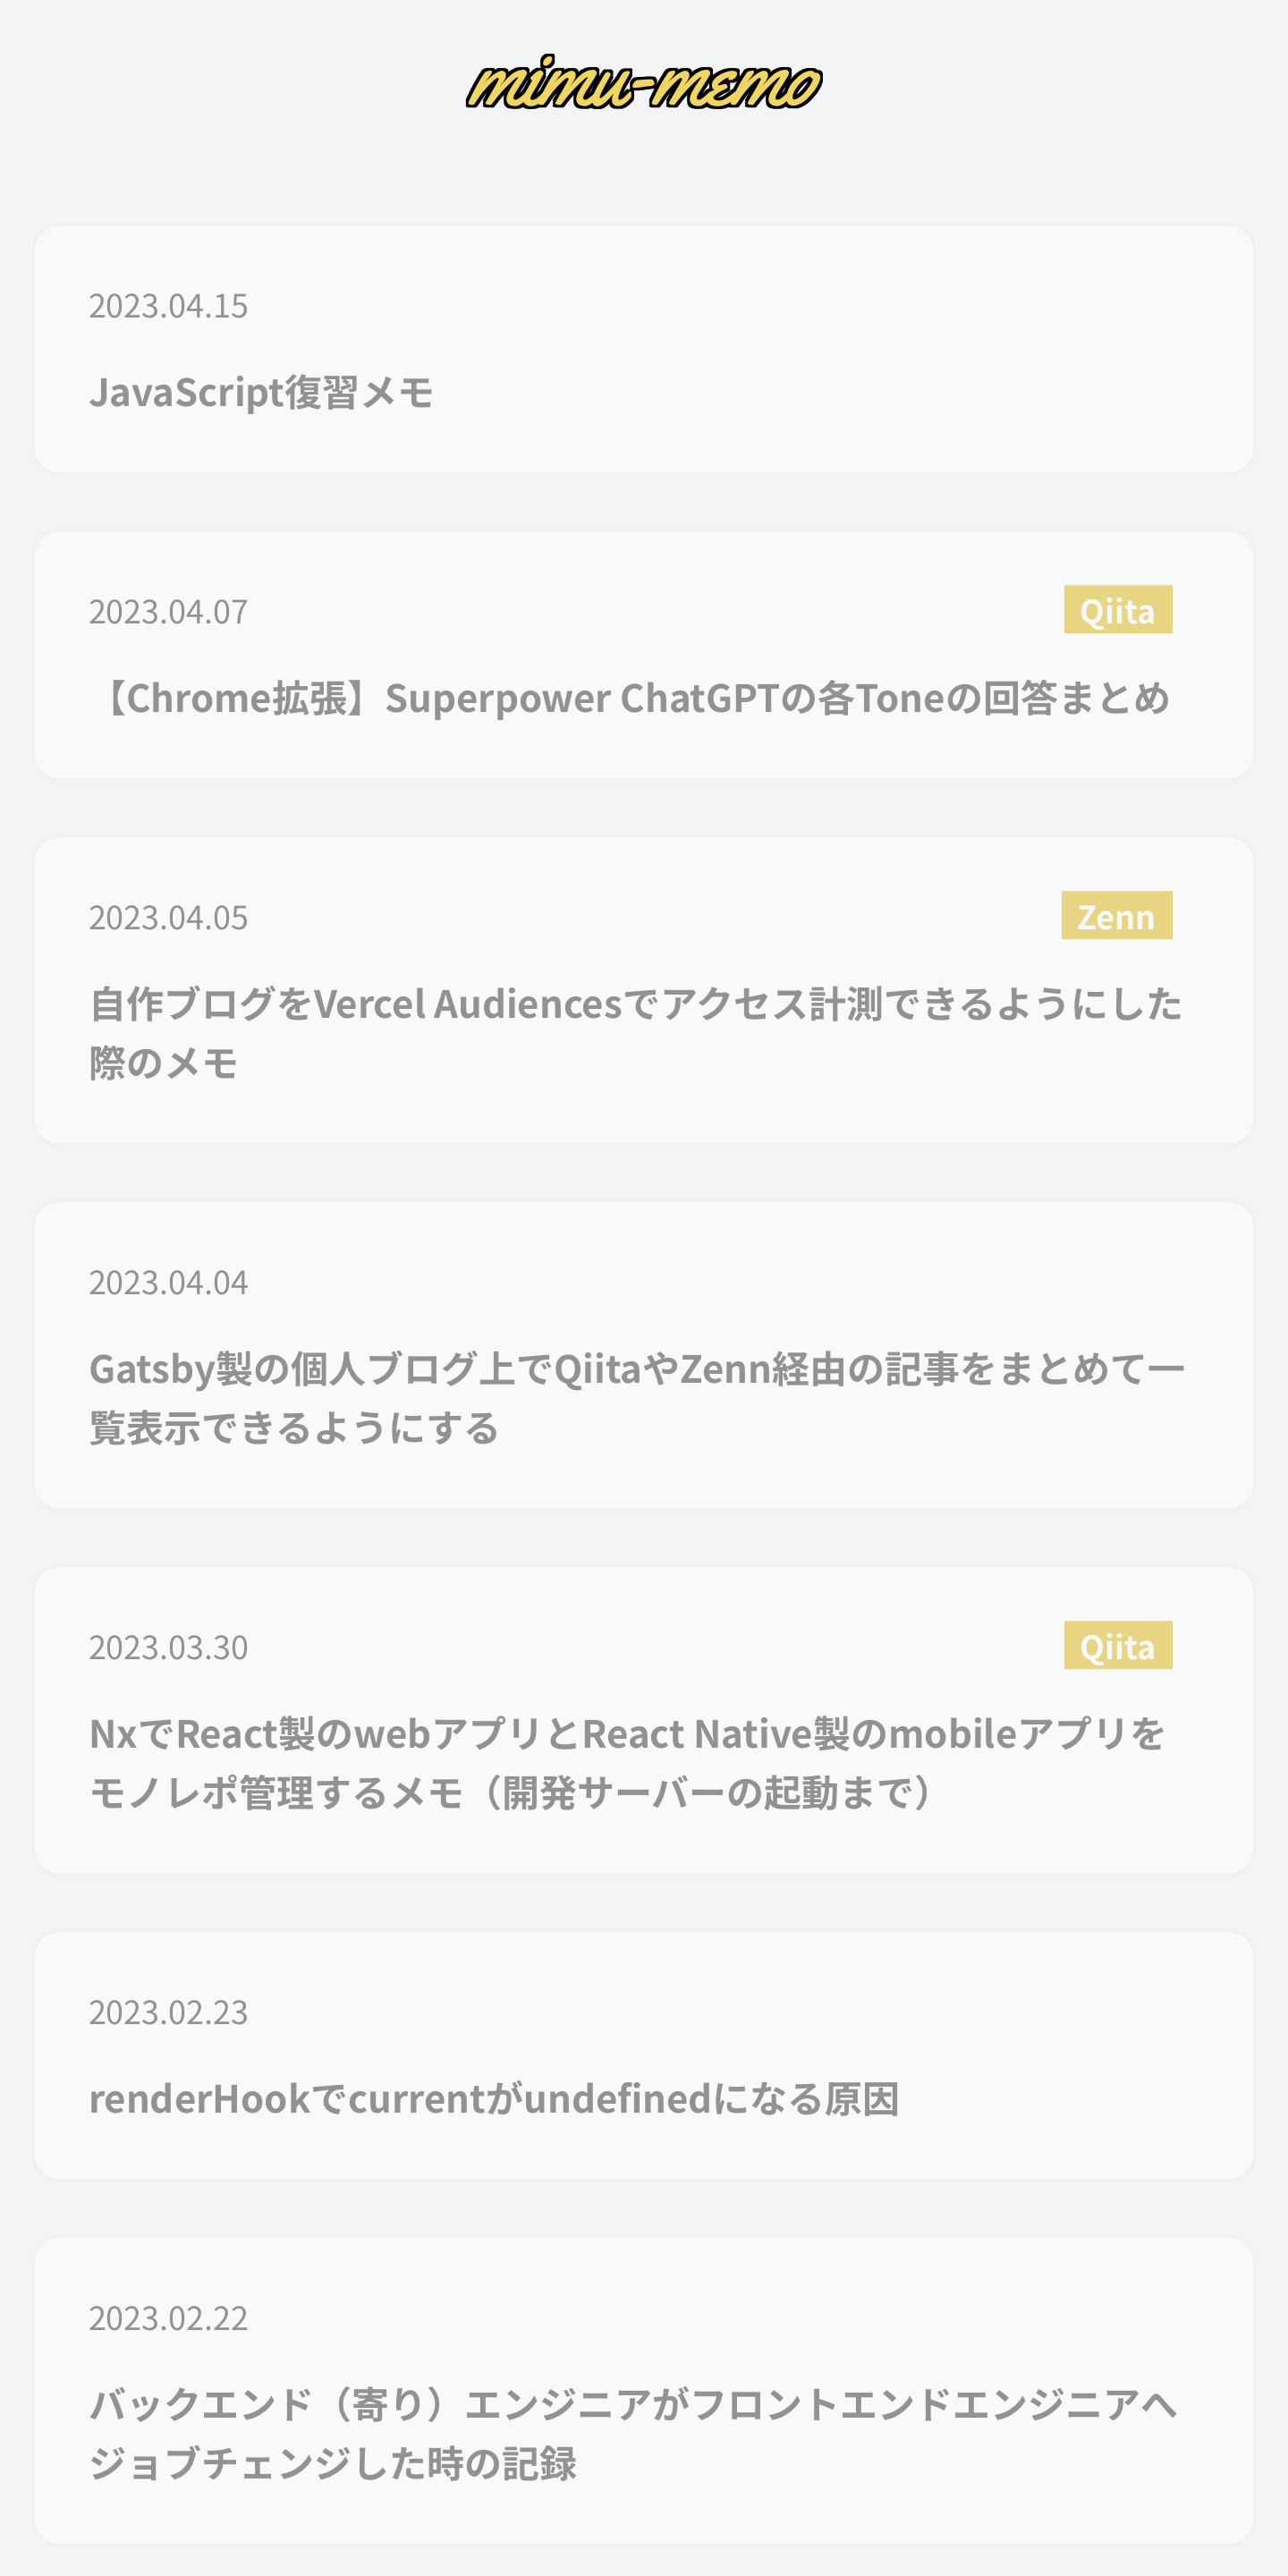 mimu-memo
2023.04.15
JavaScript復習メモ
2023.04.07
Qiita
【Chrome拡張】Superpower ChatGPTの各Toneの回答まとめ
2023.04.05
Zenn
自作ブログをVercel Audiencesでアクセス計測できるようにした
際のメモ
2023.04.04
Gatsby製の個人ブログ上でQiitaやZenn経由の記事をまとめて一
覧表示できるようにする
2023.03.30
Qiita
NxでReact製のwebアプリとReact Native製のmobileアプリを
モノレポ管理するメモ（開発サーバーの起動まで）
2023.02.23
renderHookでcurrentがundefinedになる原因
2023.02.22
バックエンド（寄り）エンジニアがフロントエンドエンジニアへ
ジョブチェンジした時の記録